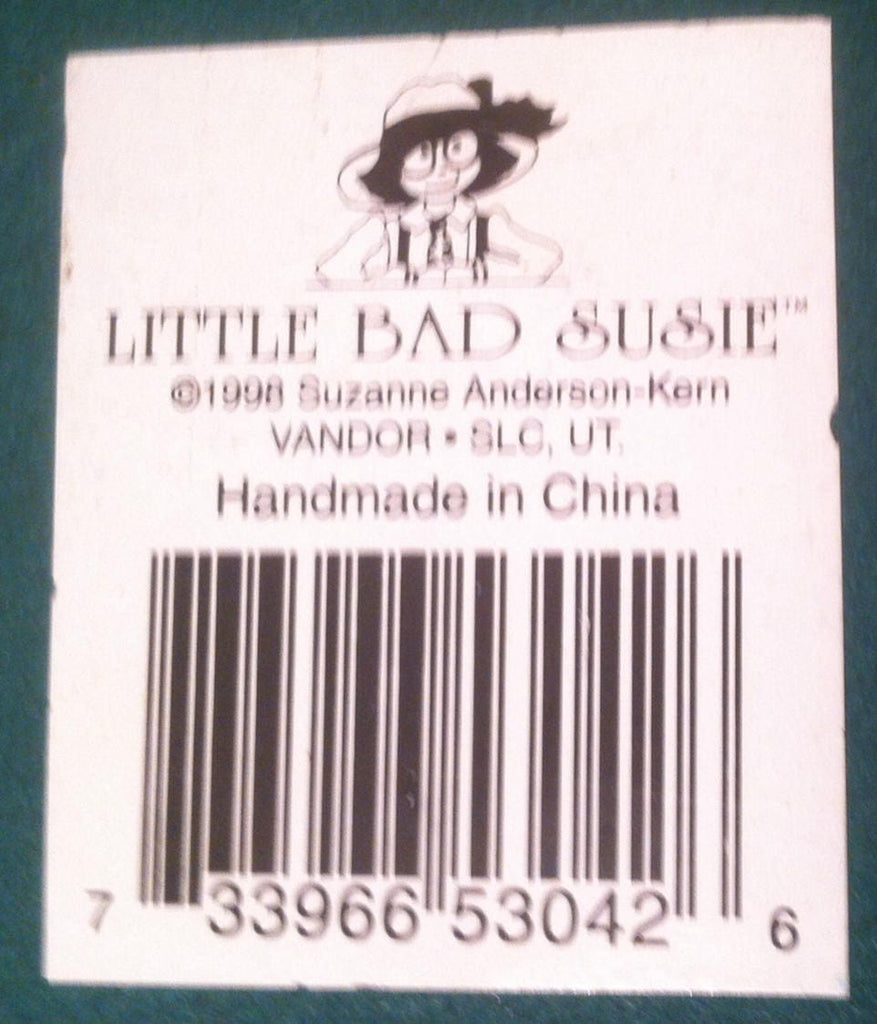 LITTLE BAD SUSIE™
©1998 Suzanne Anderson-Kern
VANDOR • SLC, UT.
Handmade in China
7 33966 53042 6